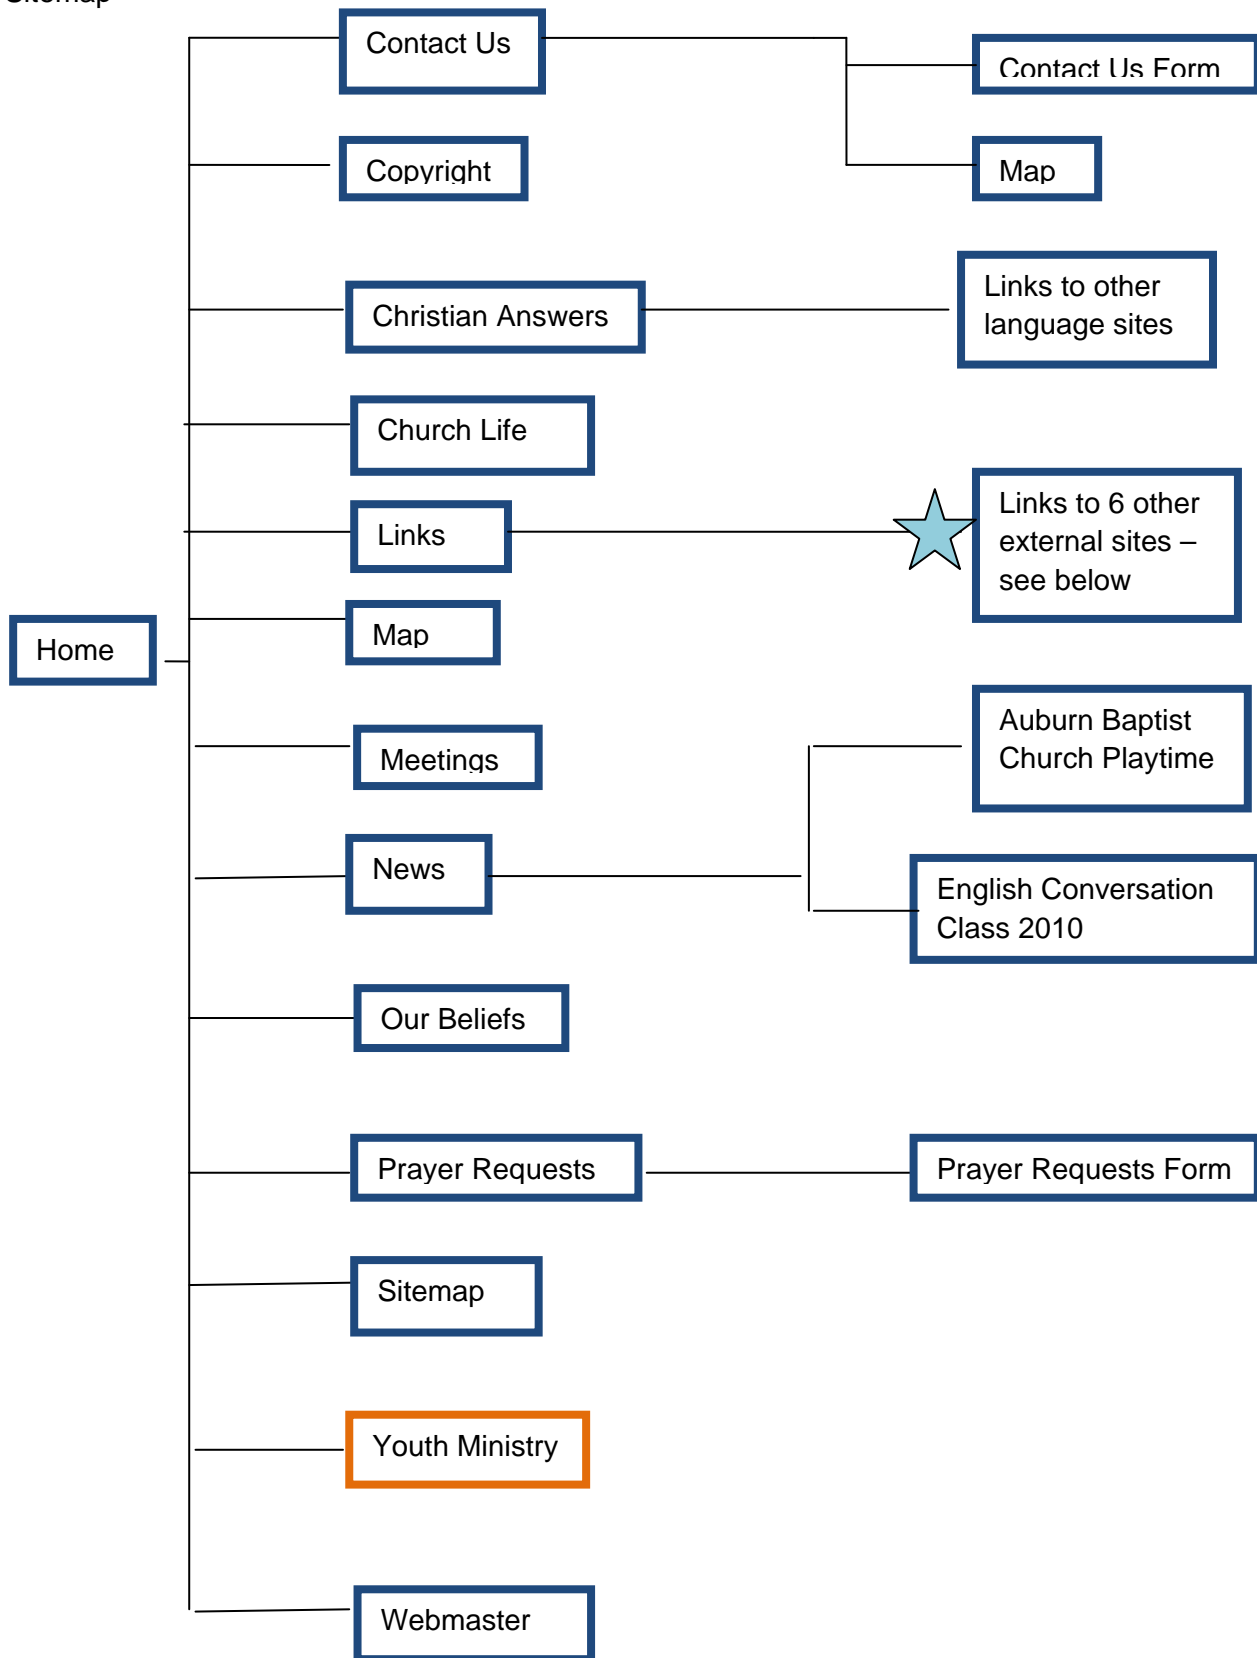 Sitemap
Contact Us
Contact Us Form
Copyright
Map
Christian Answers
Links to other
language sites
Church Life
Links
Links to 6 other
external sites –
see below
Home
Map
Meetings
Auburn Baptist
Church Playtime
News
English Conversation
Class 2010
Our Beliefs
Prayer Requests
Prayer Requests Form
Sitemap
Youth Ministry
Webmaster